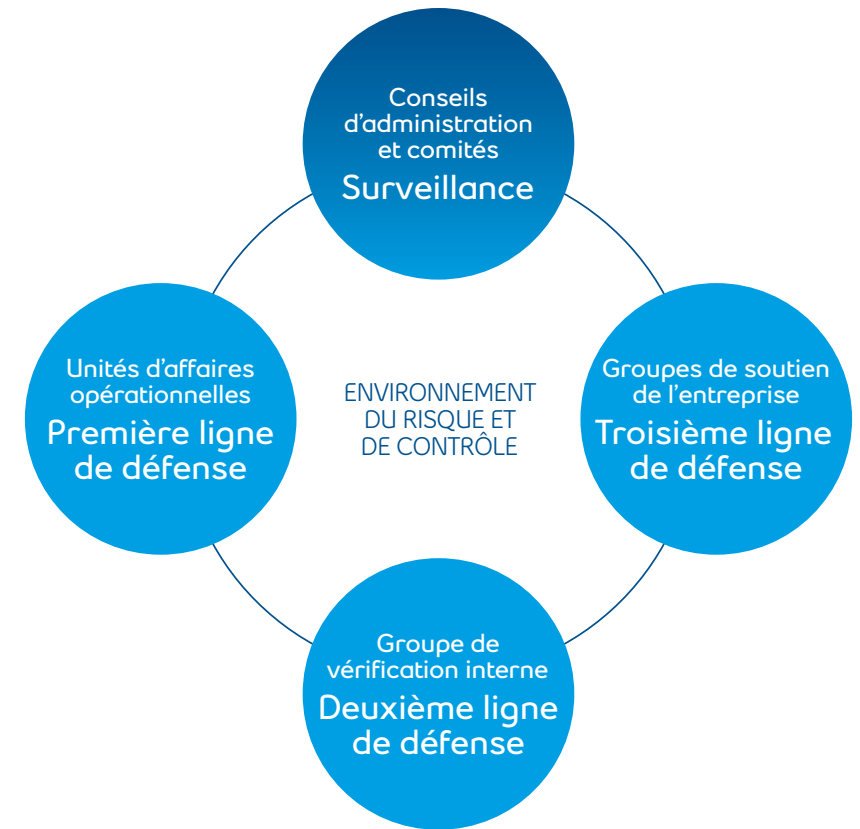 Conseils
d'administration
et comités
Surveillance
Unités d'affaires
opérationnelles
Première ligne
de défense
ENVIRONNEMENT
DU RISQUE ET
DE CONTRÔLE
Groupes de soutien
de l'entreprise
Troisième ligne
de défense
Groupe de
vérification interne
Deuxième ligne
de défense